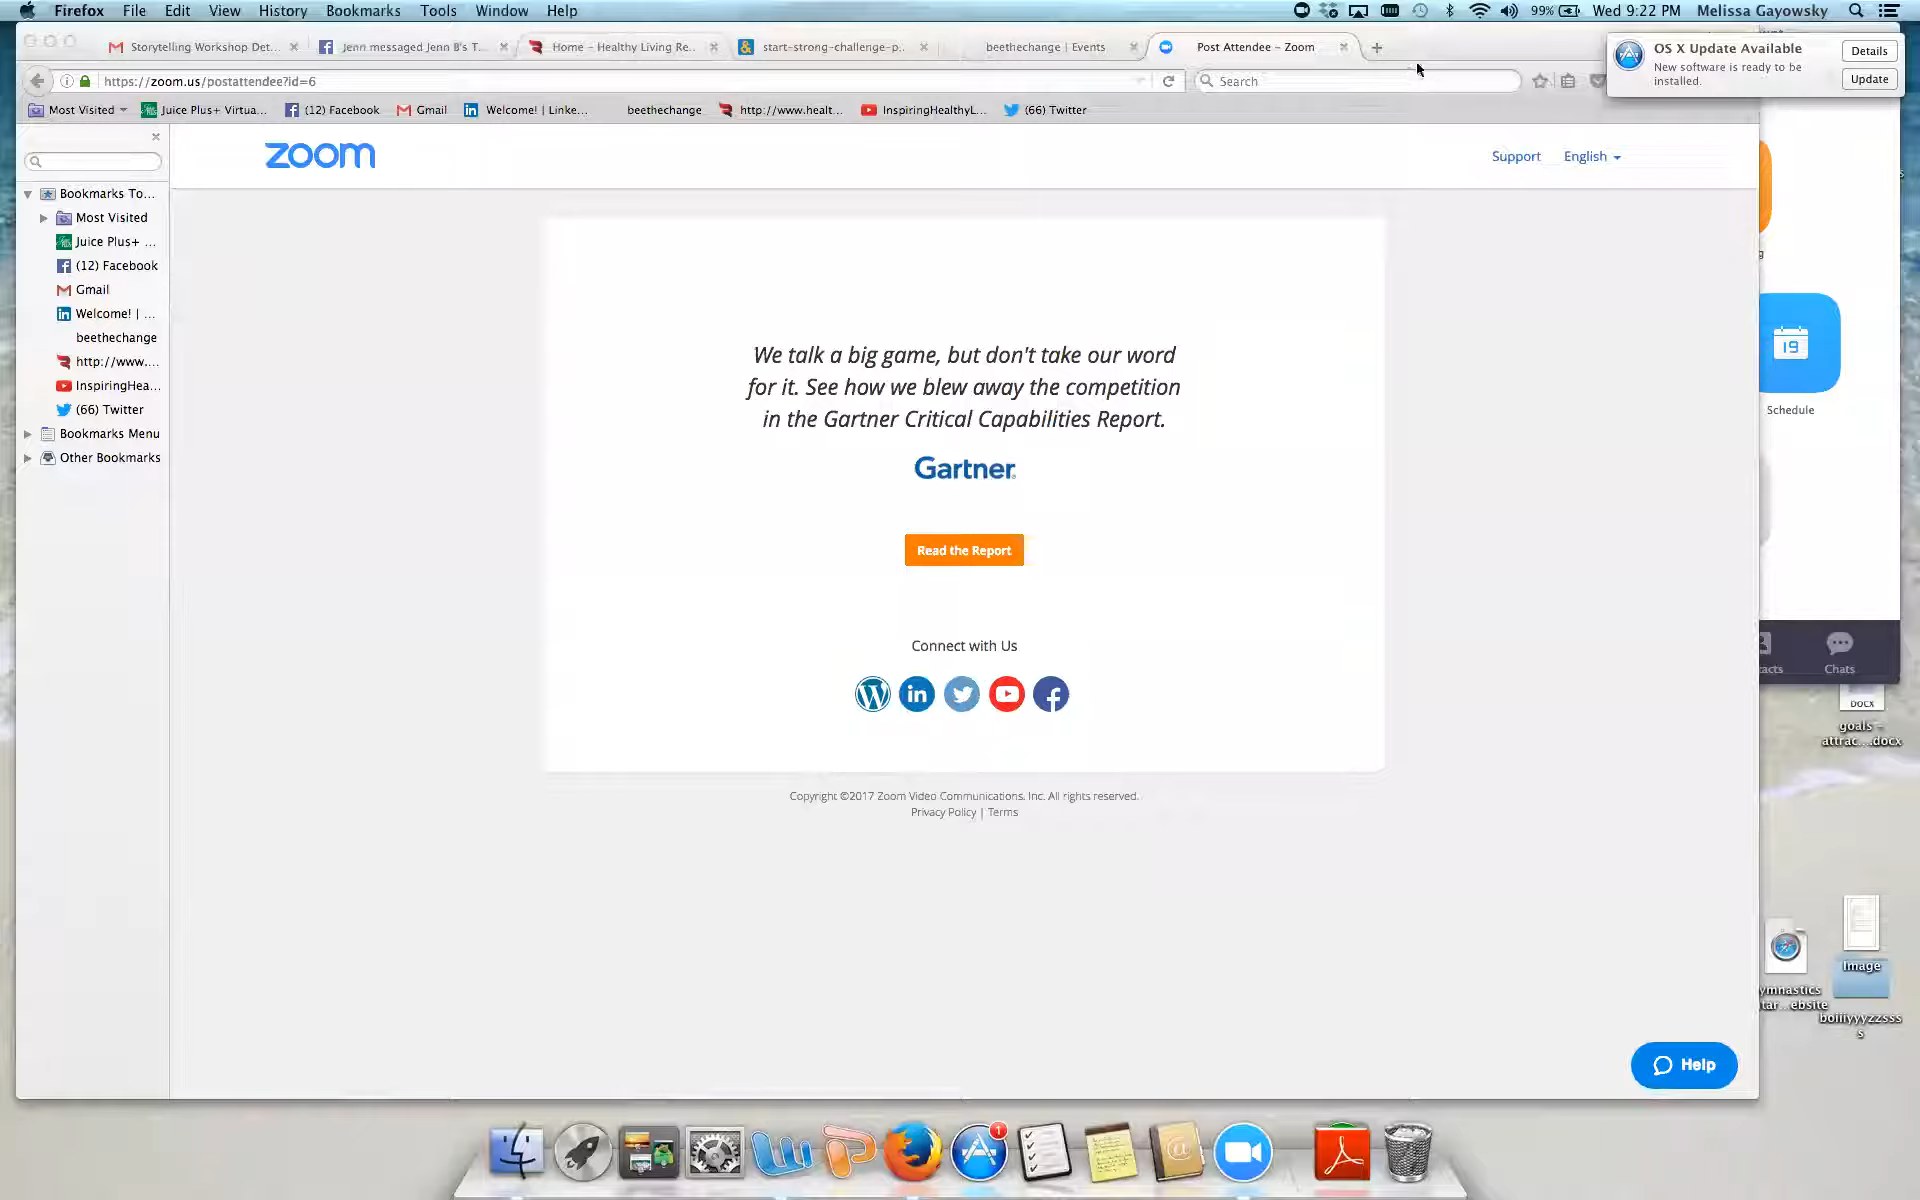 Firefox File Edit View History Bookmarks Tools Window Help
99% Wed 9:22 PM Melissa Gayowsky
Storytelling Workshop Det...
Jenn messaged Jenn B's T...
Home – Healthy Living Re...
start-strong-challenge-p...
beethechange | Events
Post Attendee – Zoom
OS X Update Available
New software is ready to be
installed.
Details
Update
https://zoom.us/postattendee?id=6
Search
Most Visited
Juice Plus+ Virtua...
(12) Facebook
Gmail
Welcome! | Linke...
beethechange
http://www.healt...
InspiringHealthyL...
(66) Twitter
zoom
Support
English
Bookmarks To...
Most Visited
Juice Plus+ ...
(12) Facebook
Gmail
Welcome! | ...
beethechange
http://www....
InspiringHea...
(66) Twitter
Bookmarks Menu
Other Bookmarks
We talk a big game, but don't take our word
for it. See how we blew away the competition
in the Gartner Critical Capabilities Report.
Gartner
Read the Report
Connect with Us
Copyright ©2017 Zoom Video Communications, Inc. All rights reserved.
Privacy Policy | Terms
19
Schedule
acts
Chats
DOCX
goals –
attrac....docx
Image
ymnastics
tar...ebsite
boiiiyyyzzsss
s
Help
1